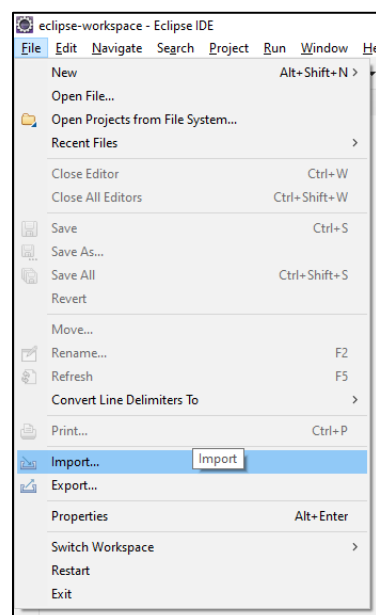 eclipse-workspace - Eclipse IDE
File Edit Navigate Search Project Run Window He
New Alt+Shift+N >
Open File...
Open Projects from File System...
Recent Files >
Close Editor Ctrl+W
Close All Editors Ctrl+Shift+W
Save Ctrl+S
Save As...
Save All Ctrl+Shift+S
Revert
Move...
Rename... F2
Refresh F5
Convert Line Delimiters To >
Print... Ctrl+P
Import... Import
Export...
Properties Alt+Enter
Switch Workspace >
Restart
Exit